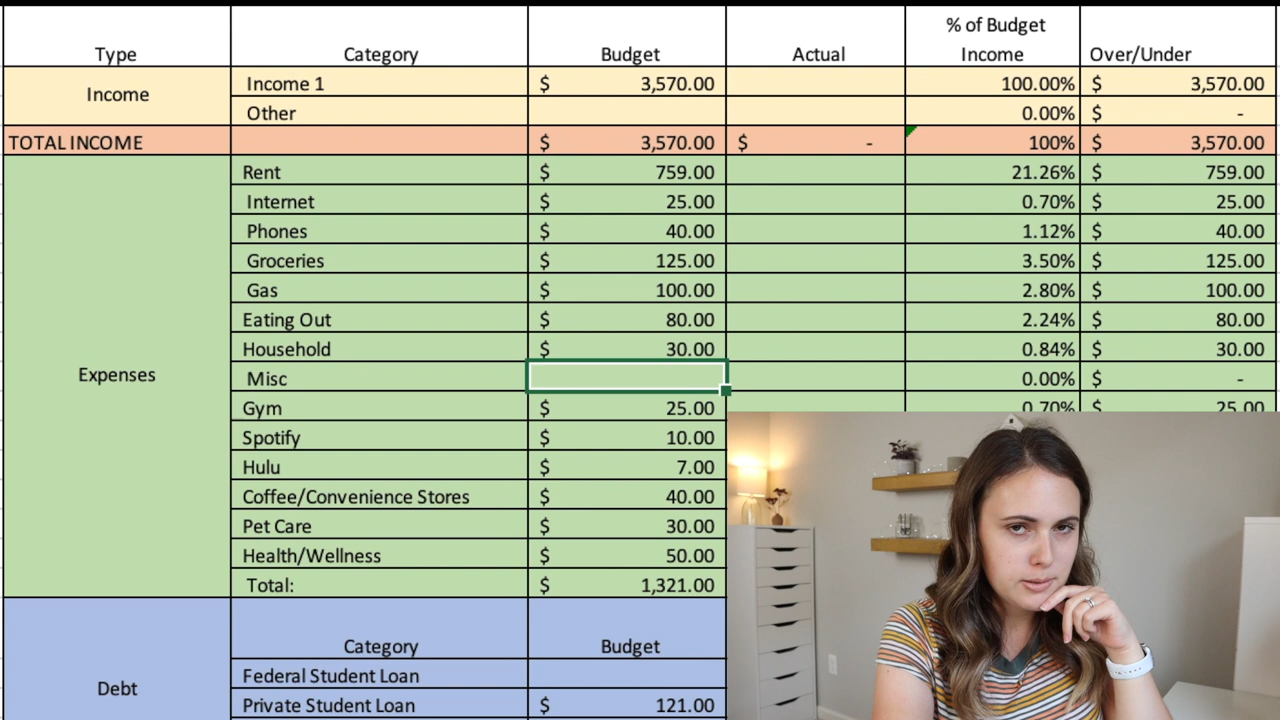 % of Budget
Type Category Budget Actual Income Over/Under
Income
Income 1 $ 3,570.00 100.00% $ 3,570.00
Other 0.00% $ -
TOTAL INCOME $ 3,570.00 $ - 100% $ 3,570.00
Expenses
Rent $ 759.00 21.26% $ 759.00
Internet $ 25.00 0.70% $ 25.00
Phones $ 40.00 1.12% $ 40.00
Groceries $ 125.00 3.50% $ 125.00
Gas $ 100.00 2.80% $ 100.00
Eating Out $ 80.00 2.24% $ 80.00
Household $ 30.00 0.84% $ 30.00
Misc 0.00% $ -
Gym $ 25.00 0.70% $ 25.00
Spotify $ 10.00
Hulu $ 7.00
Coffee/Convenience Stores $ 40.00
Pet Care $ 30.00
Health/Wellness $ 50.00
Total: $ 1,321.00
Debt
Category Budget
Federal Student Loan
Private Student Loan $ 121.00